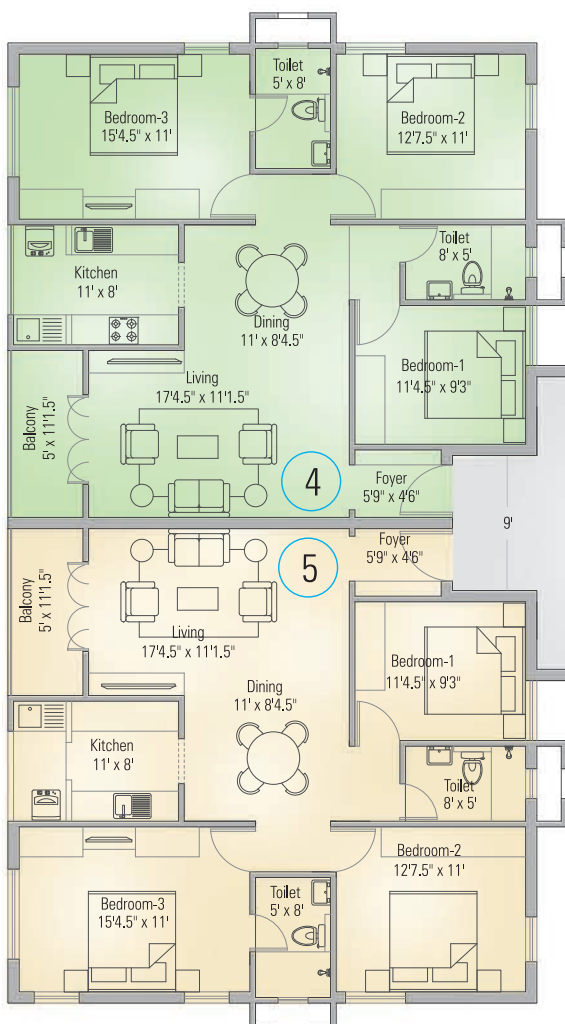 Toilet
5' x 8'
Bedroom-3
15'4.5" x 11'
Bedroom-2
12'7.5" x 11'
Toilet
8' x 5'
Kitchen
11' x 8'
Dining
11' x 8'4.5"
Living
17'4.5" x 11'1.5"
Bedroom-1
11'4.5" x 9'3"
Balcony
5' x 11'1.5"
4
Foyer
5'9" x 4'6"
9'
Foyer
5'9" x 4'6"
5
Balcony
5' x 11'1.5"
Living
17'4.5" x 11'1.5"
Bedroom-1
11'4.5" x 9'3"
Dining
11' x 8'4.5"
Kitchen
11' x 8'
Toilet
8' x 5'
Bedroom-2
12'7.5" x 11'
Bedroom-3
15'4.5" x 11'
Toilet
5' x 8'